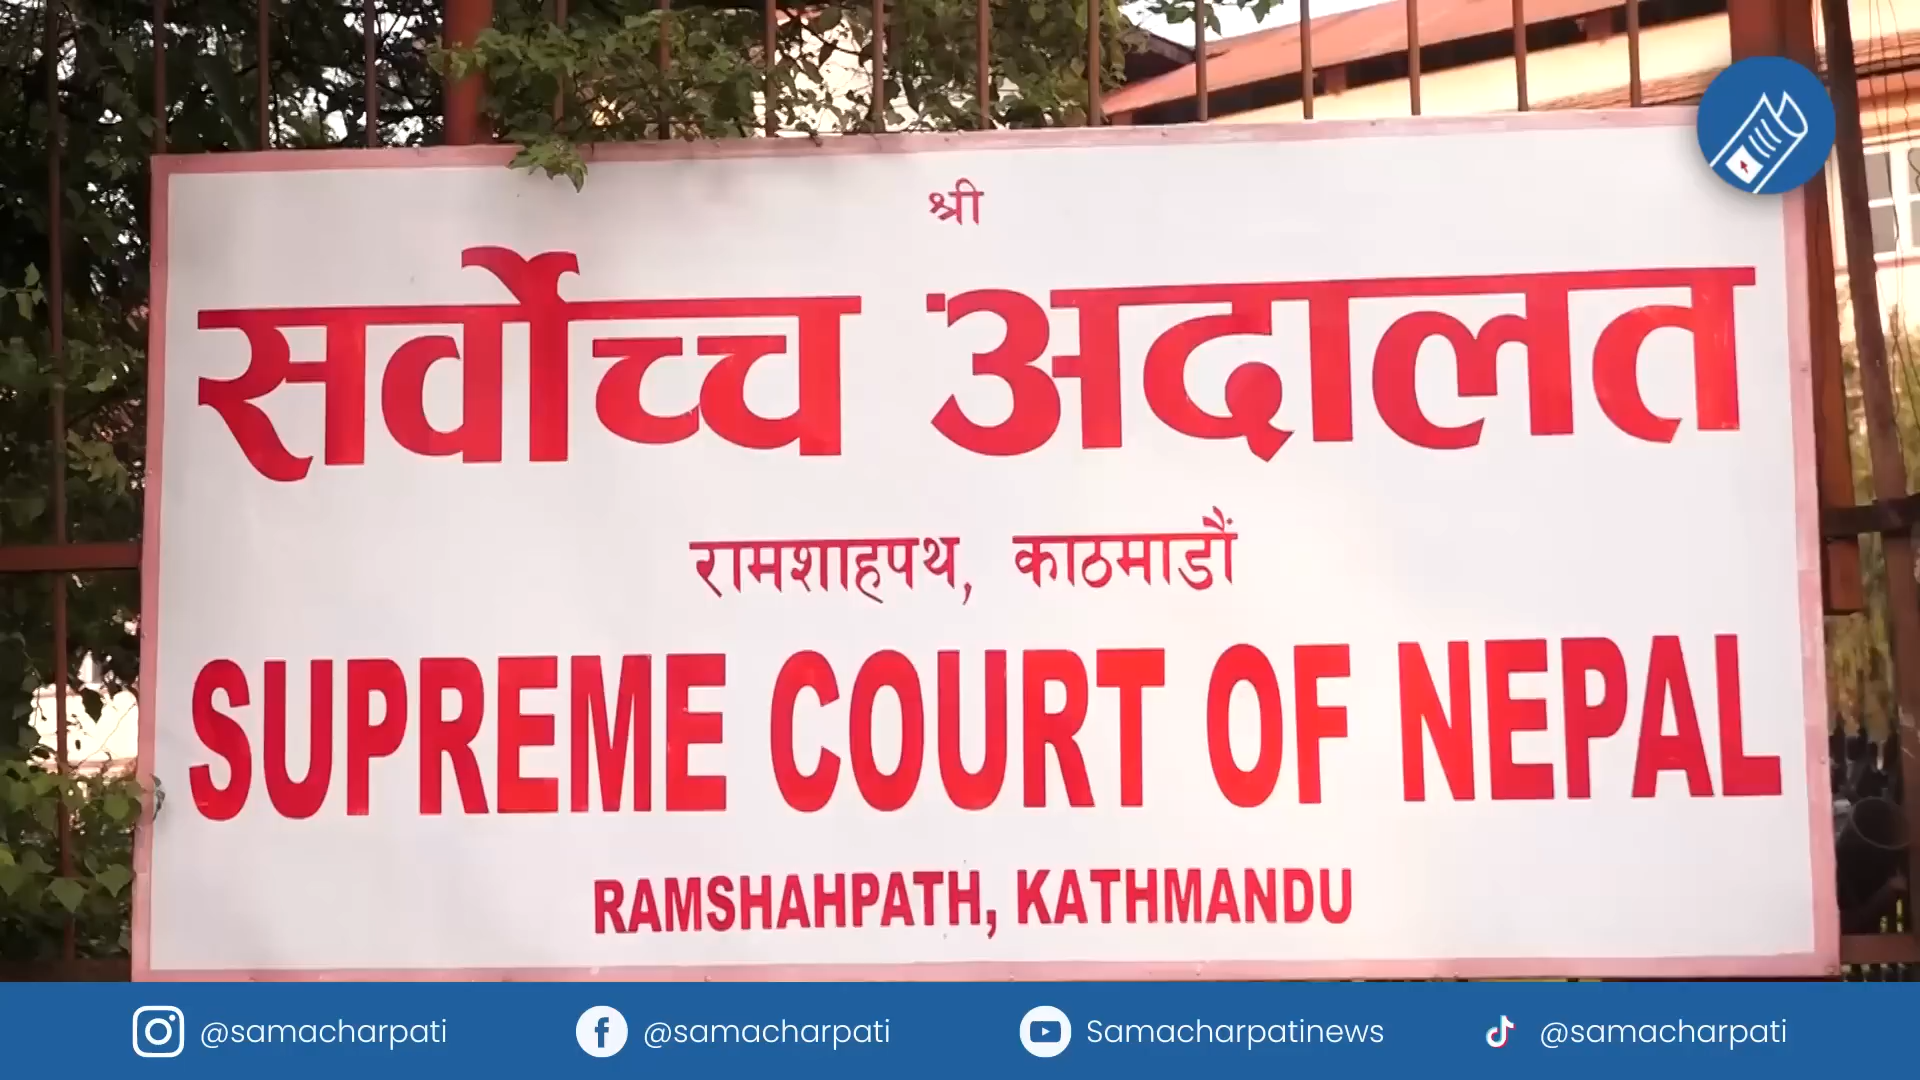 श्री
सर्वोच्च अदालत
रामशाहपथ, काठमाडौं
SUPREME COURT OF NEPAL
RAMSHAHPATH, KATHMANDU
@samacharpati @samacharpati Samacharpatinews @samacharpati